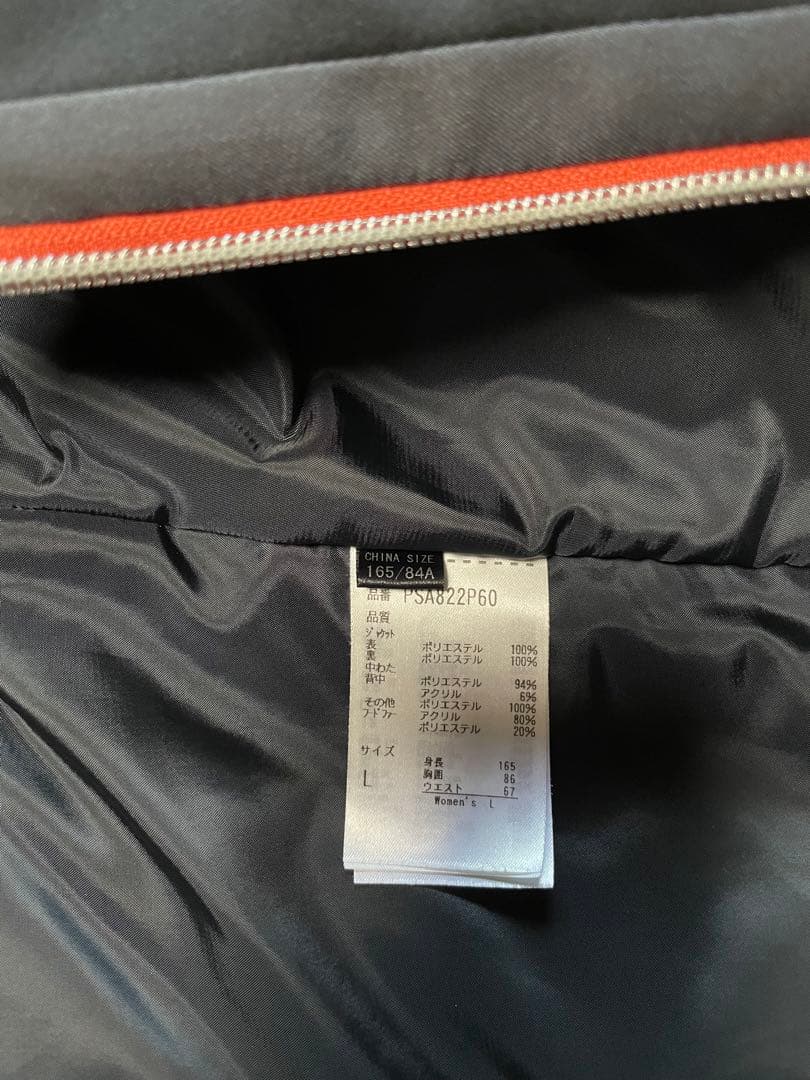 CHINA SIZE
165/84A
品番 PSA822P60
品質
ジャケット
表 ポリエステル 100%
裏 ポリエステル 100%
中わた
背中 ポリエステル 94%
アクリル 6%
その他 ポリエステル 100%
フードファー アクリル 80%
ポリエステル 20%
サイズ
L
身長 165
胸囲 86
ウエスト 67
Women's L